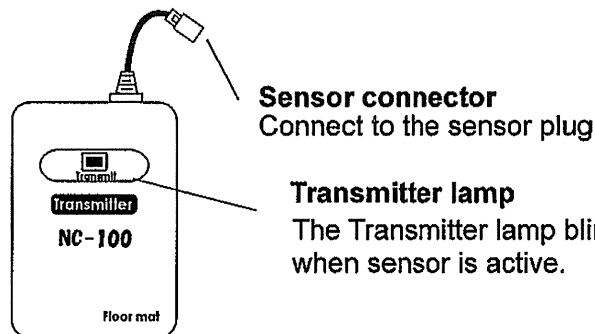 Sensor connector
Connect to the sensor plug
Transmit
Transmitter
NC-100
Floor mat
Transmitter lamp
The Transmitter lamp
when sensor is active.